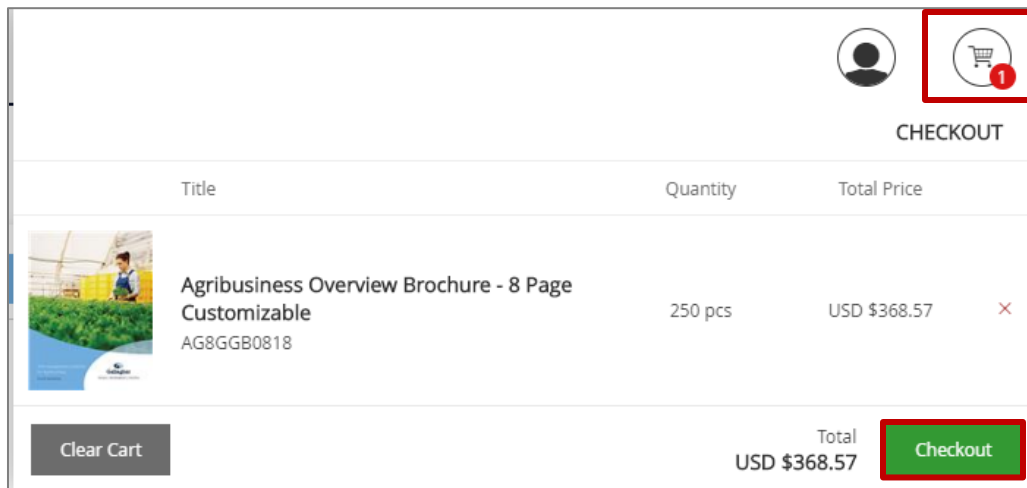 1
CHECKOUT
Title Quantity Total Price
Agribusiness Overview Brochure - 8 Page
Customizable
AG8GGB0818
250 pcs
USD $368.57
×
Gallagher
Clear Cart
Total
USD $368.57
Checkout